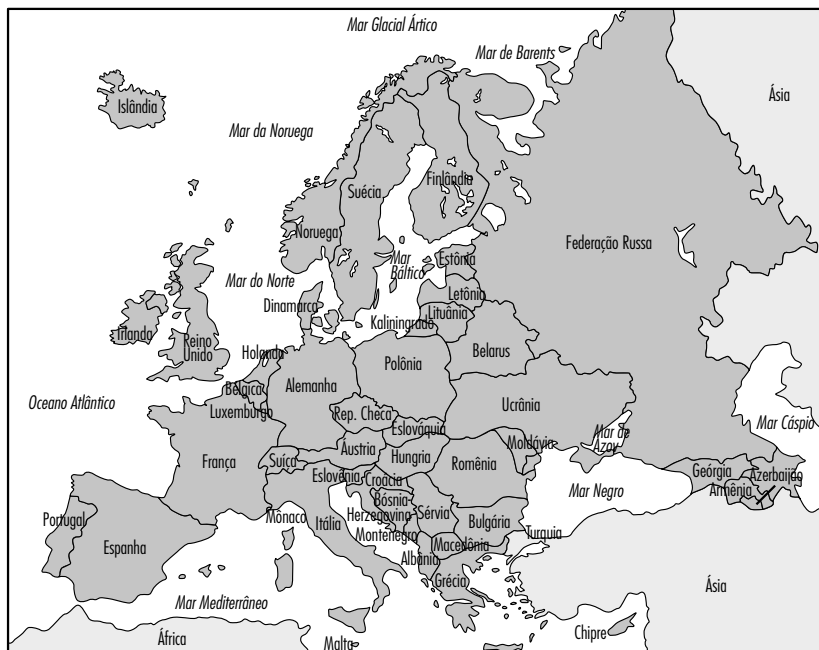 Mar Glacial Ártico
Mar de Barents
Ásia
Islândia
Mar da Noruega
Suécia
Finlândia
Noruega
Federação Russa
Mar
Báltico
Estônia
Mar do Norte
Letônia
Dinamarca
Lituânia
Kaliningrado
Irlanda
Reino
Unido
Holanda
Belarus
Polônia
Bélgica
Alemanha
Oceano Atlântico
Luxemburgo
Rep. Checa
Ucrânia
Eslováquia
Mar Cáspio
Mar de
Azov
Áustria
Moldávia
França
Suíça
Hungria
Romênia
Geórgia
Azerbaijão
Eslovênia
Croacia
Armênia
Mar Negro
Bósnia-
Herzegovino
Sérvia
Portugal
Mônaco
Itália
Bulgária
Turquia
Montenegro
Espanha
Macedônia
Albânia
Grécia
Ásia
Mar Mediterrâneo
Chipre
África
Malta